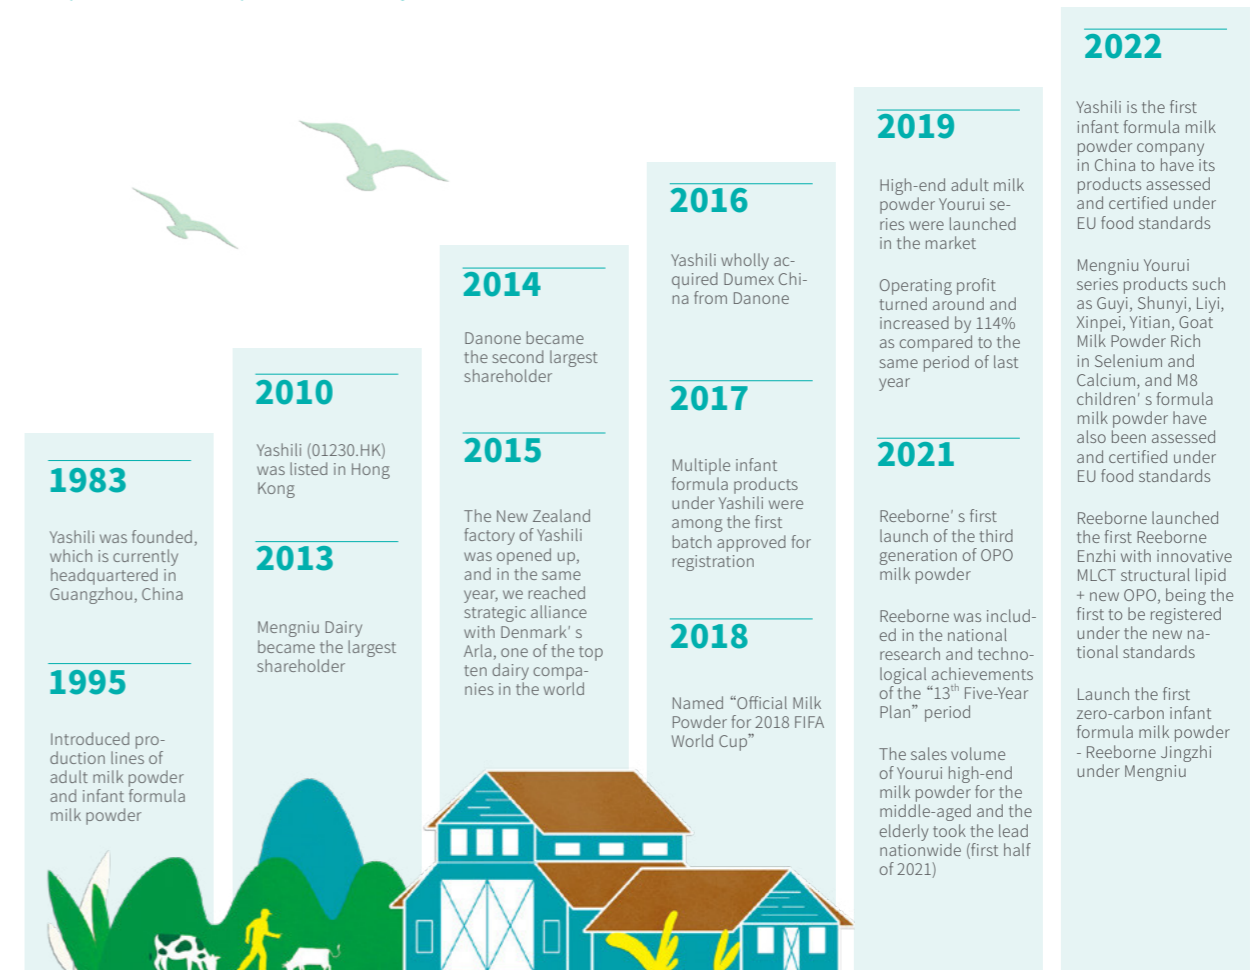 1983
Yashili was founded,
which is currently
headquartered in
Guangzhou, China
1995
Introduced pro-
duction lines of
adult milk powder
and infant formula
milk powder
2010
Yashili (01230.HK)
was listed in Hong
Kong
2013
Mengniu Dairy
became the largest
shareholder
2014
Danone became
the second largest
shareholder
2015
The New Zealand
factory of Yashili
was opened up,
and in the same
year, we reached
strategic alliance
with Denmark' s
Arla, one of the top
ten dairy compa-
nies in the world
2016
Yashili wholly ac-
quired Dumex Chi-
na from Danone
2017
Multiple infant
formula products
under Yashili were
among the first
batch approved for
registration
2018
Named “Official Milk
Powder for 2018 FIFA
World Cup”
2019
High-end adult milk
powder Yourui se-
ries were launched
in the market
Operating profit
turned around and
increased by 114%
as compared to the
same period of last
year
2021
Reeborne' s first
launch of the third
generation of OPO
milk powder
Reeborne was includ-
ed in the national
research and techno-
logical achievements
of the “13th Five-Year
Plan” period
The sales volume
of Yourui high-end
milk powder for the
middle-aged and the
elderly took the lead
nationwide (first half
of 2021)
2022
Yashili is the first
infant formula milk
powder company
in China to have its
products assessed
and certified under
EU food standards
Mengniu Yourui
series products such
as Guyi, Shunyi, Liyi,
Xinpei, Yitian, Goat
Milk Powder Rich
in Selenium and
Calcium, and M8
children' s formula
milk powder have
also been assessed
and certified under
EU food standards
Reeborne launched
the first Reeborne
Enzhi with innovative
MLCT structural lipid
+ new OPO, being the
first to be registered
under the new na-
tional standards
Launch the first
zero-carbon infant
formula milk powder
- Reeborne Jingzhi
under Mengniu